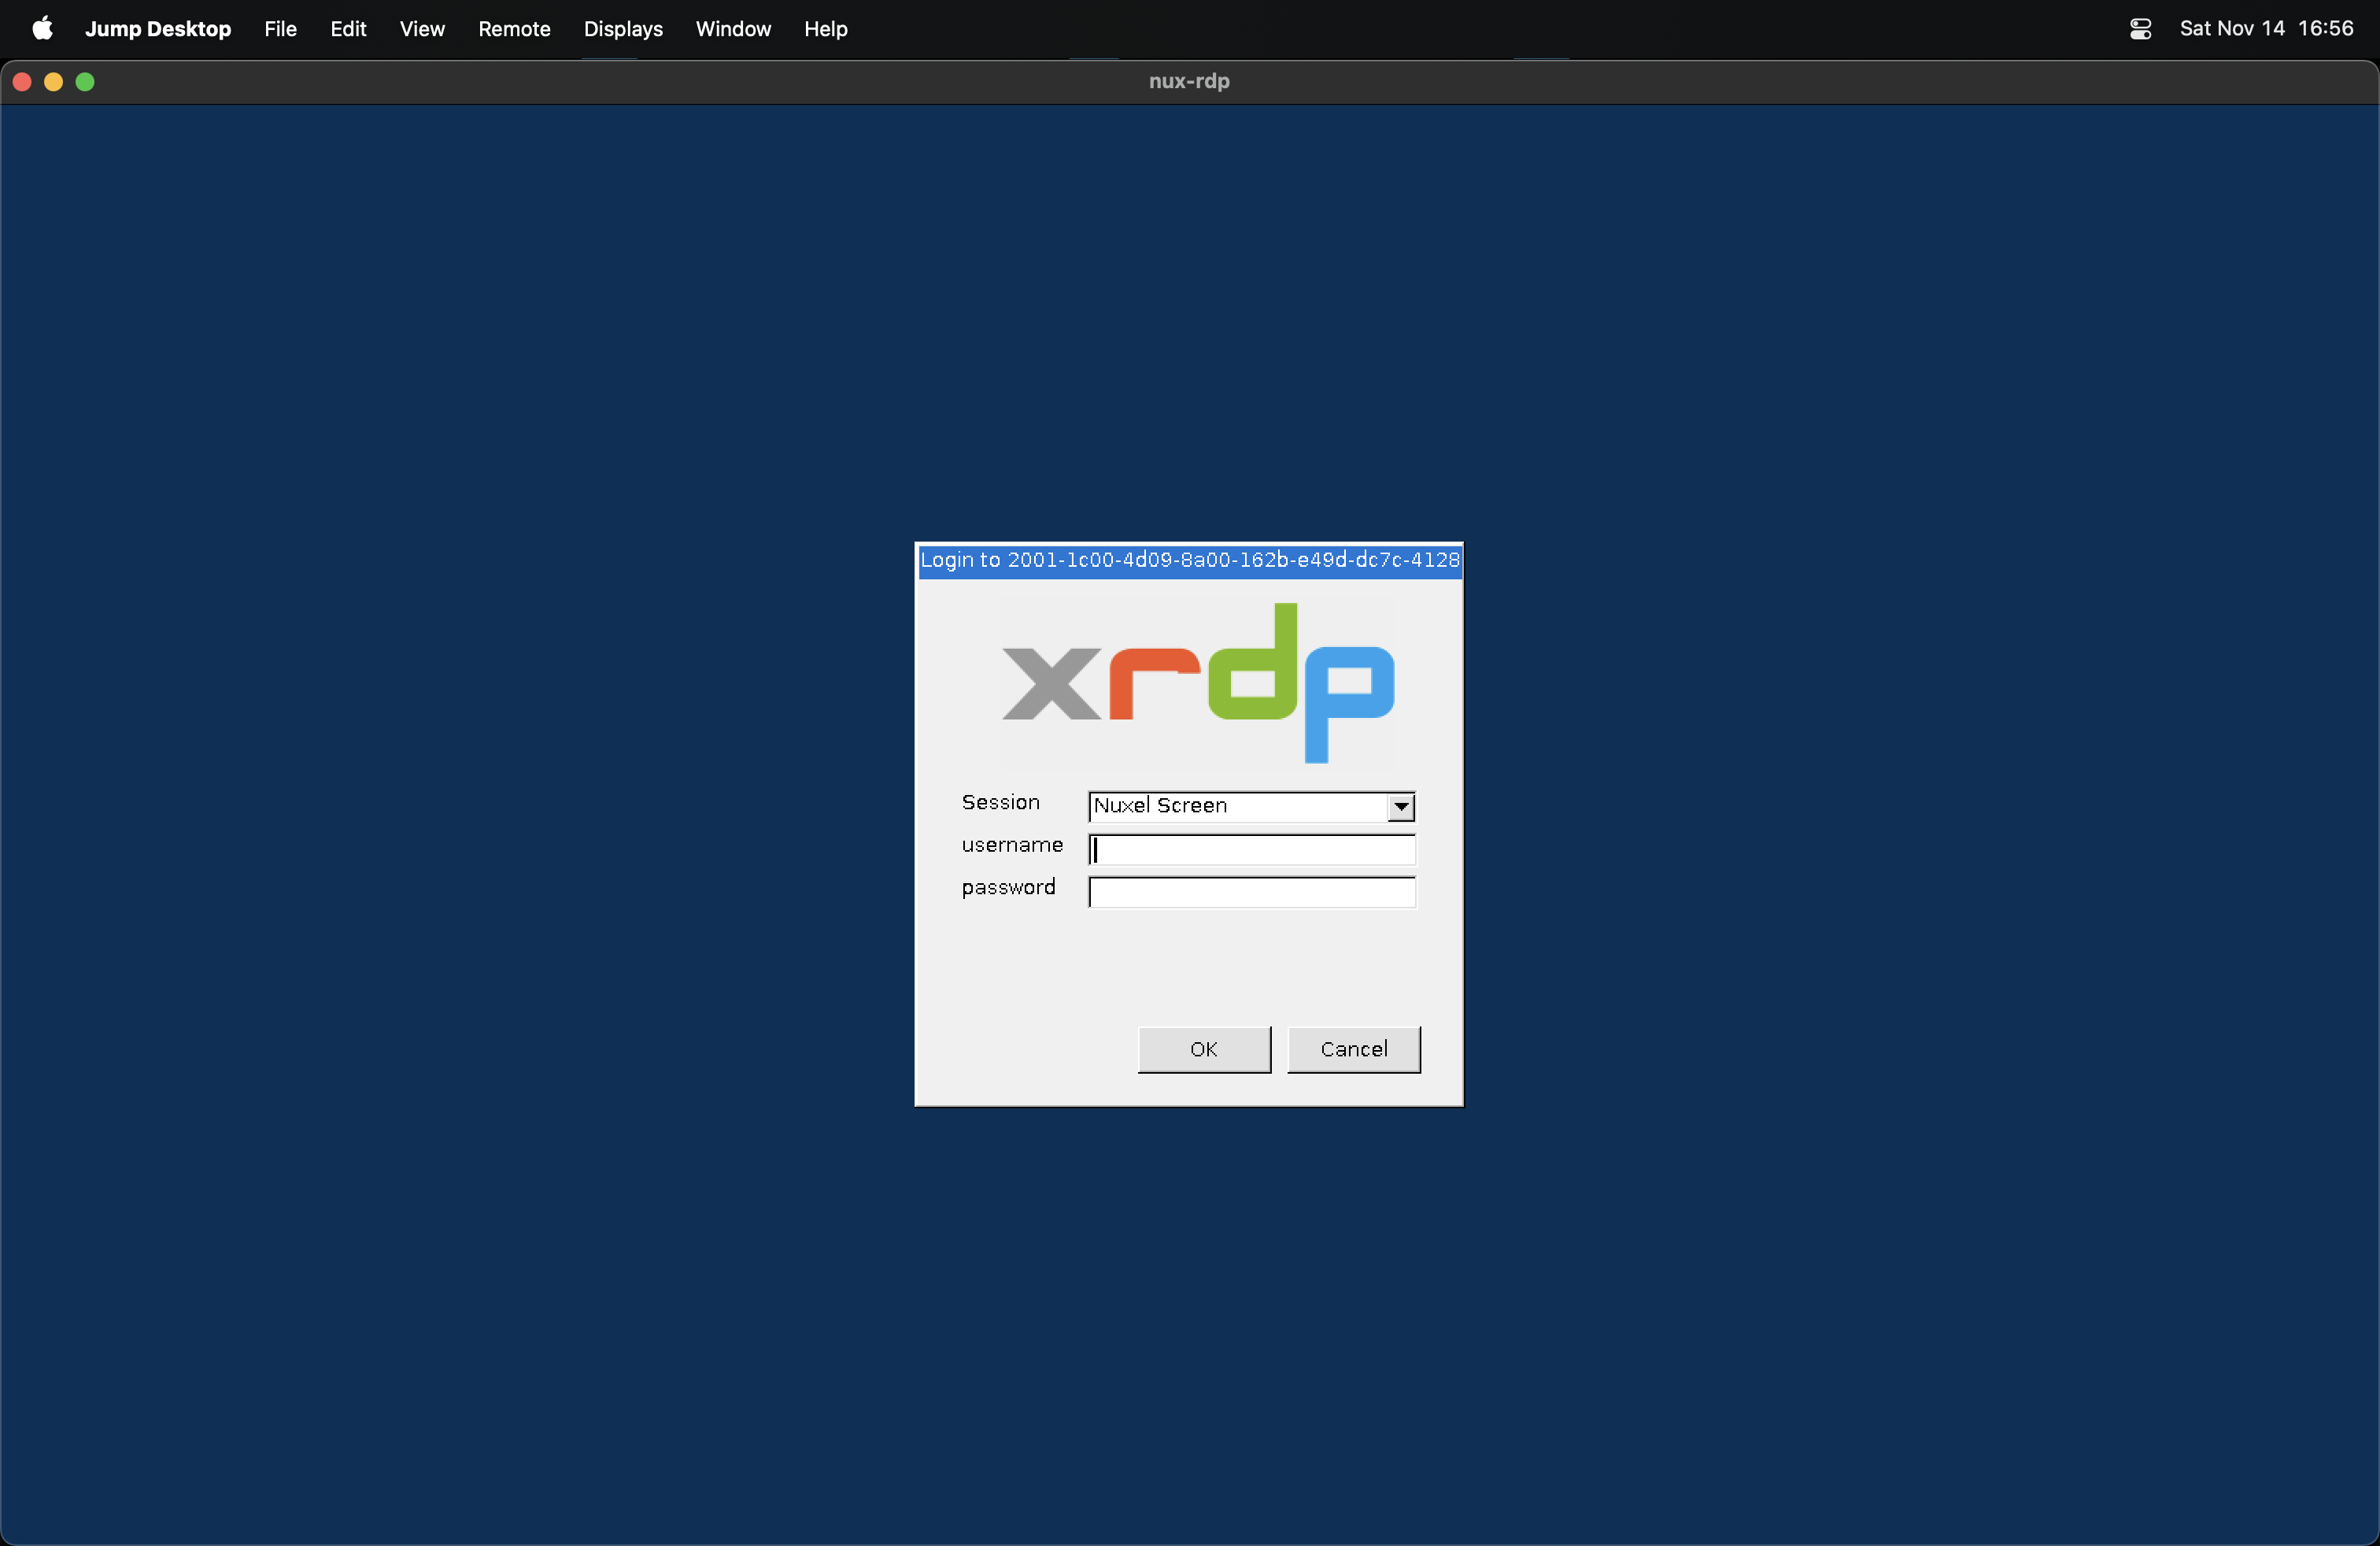 Jump Desktop File Edit View Remote Displays Window Help Sat Nov 14 16:56
nux-rdp
Login to 2001-1c00-4d09-8a00-162b-e49d-dc7c-4128
xrdp
Session Nuxel Screen
username
password
OK Cancel